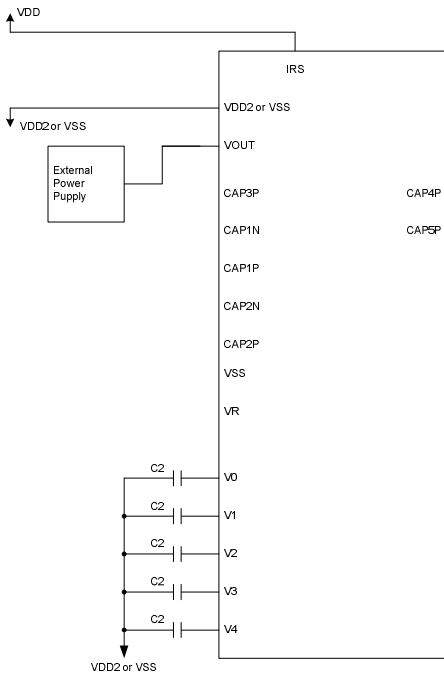 VDD
IRS
VDD2 or VSS
VDD2 or VSS
VOUT
External
Power
Pupply
CAP3P
CAP4P
CAP1N
CAP5P
CAP1P
CAP2N
CAP2P
VSS
VR
C2
V0
C2
V1
C2
V2
C2
V3
C2
V4
VDD2 or VSS